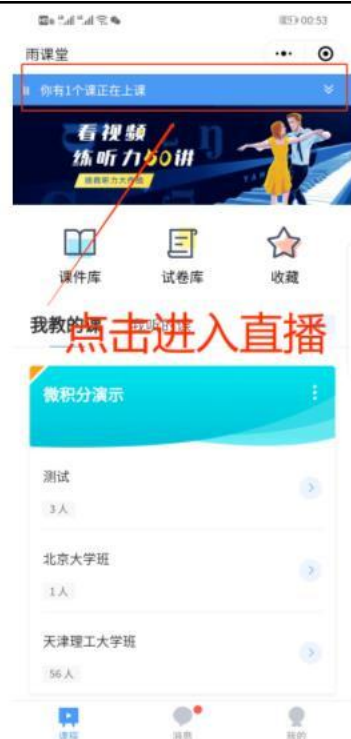 00:53
雨课堂
你有1个课正在上课
看视频
练听力50讲
课件库
试卷库
收藏
我教的课
点击进入直播
微积分演示
测试
3人
北京大学班
1人
天津理工大学班
56人
课程
消息
我的